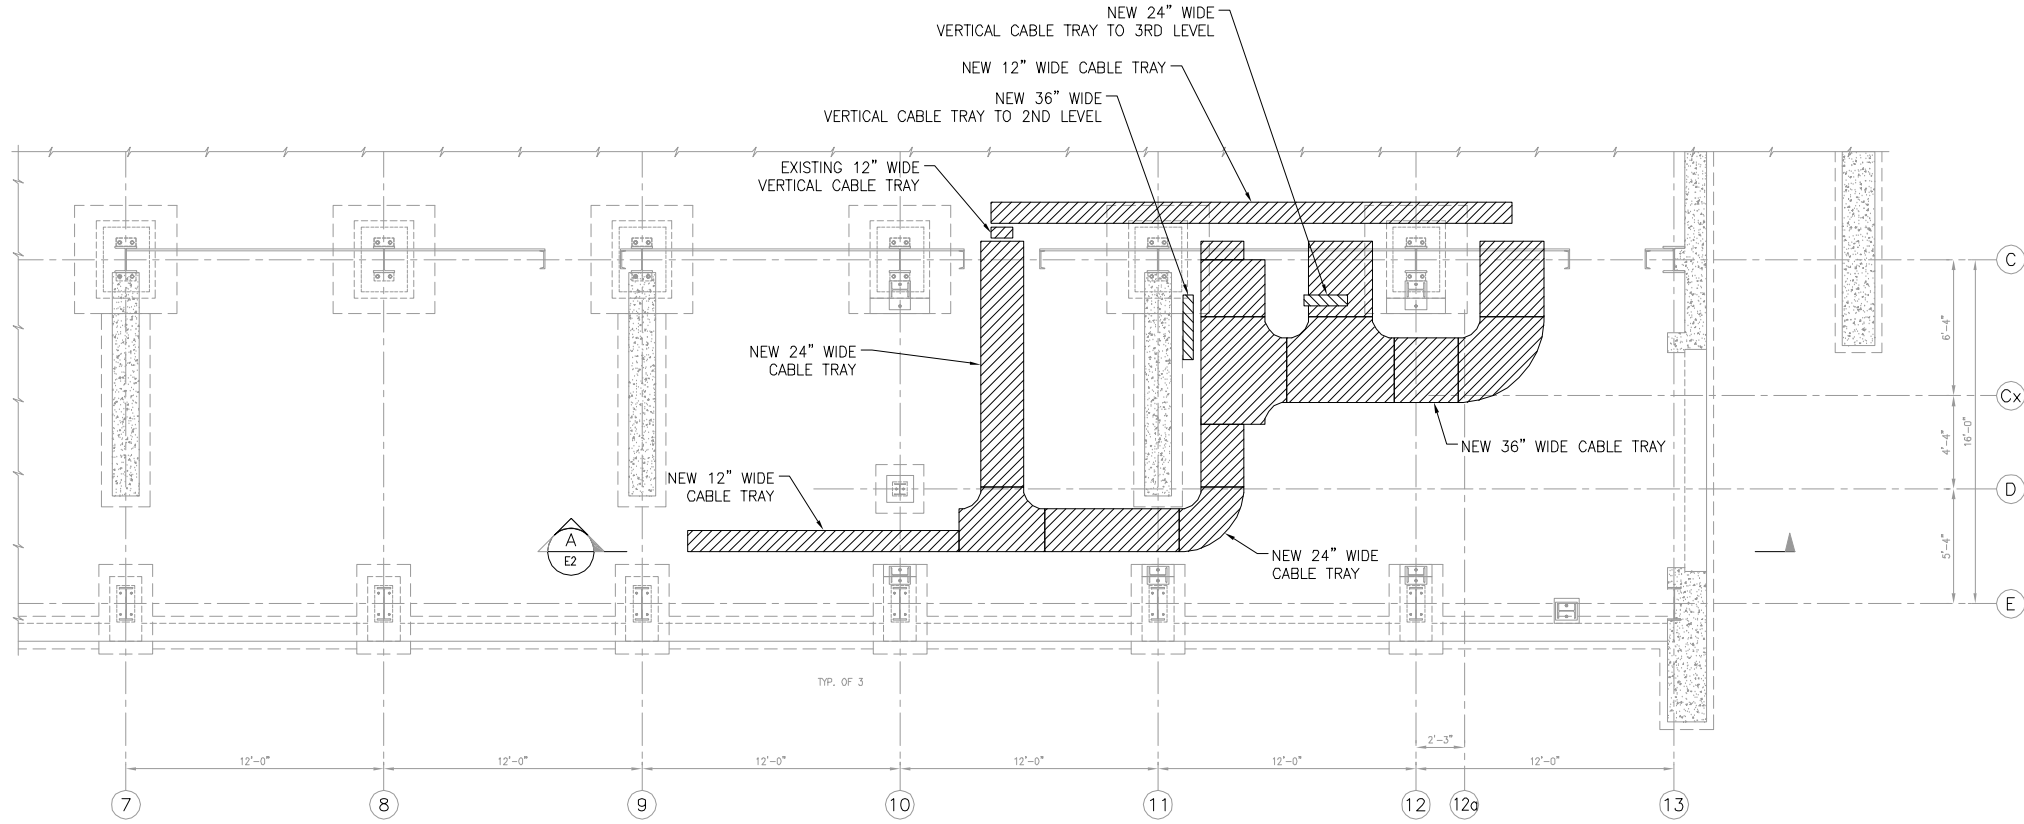 NEW 24” WIDE
VERTICAL CABLE TRAY TO 3RD LEVEL
NEW 12” WIDE CABLE TRAY
NEW 36” WIDE
VERTICAL CABLE TRAY TO 2ND LEVEL
EXISTING 12” WIDE
VERTICAL CABLE TRAY
C
6'-4"
NEW 24” WIDE
CABLE TRAY
Cx
16'-0"
4'-4"
NEW 36” WIDE CABLE TRAY
NEW 12” WIDE
CABLE TRAY
D
A
E2
5'-4"
NEW 24” WIDE
CABLE TRAY
E
TYP. OF 3
2'-3"
12'-0"
12'-0"
12'-0"
12'-0"
12'-0"
12'-0"
7
8
9
10
11
12
12a
13